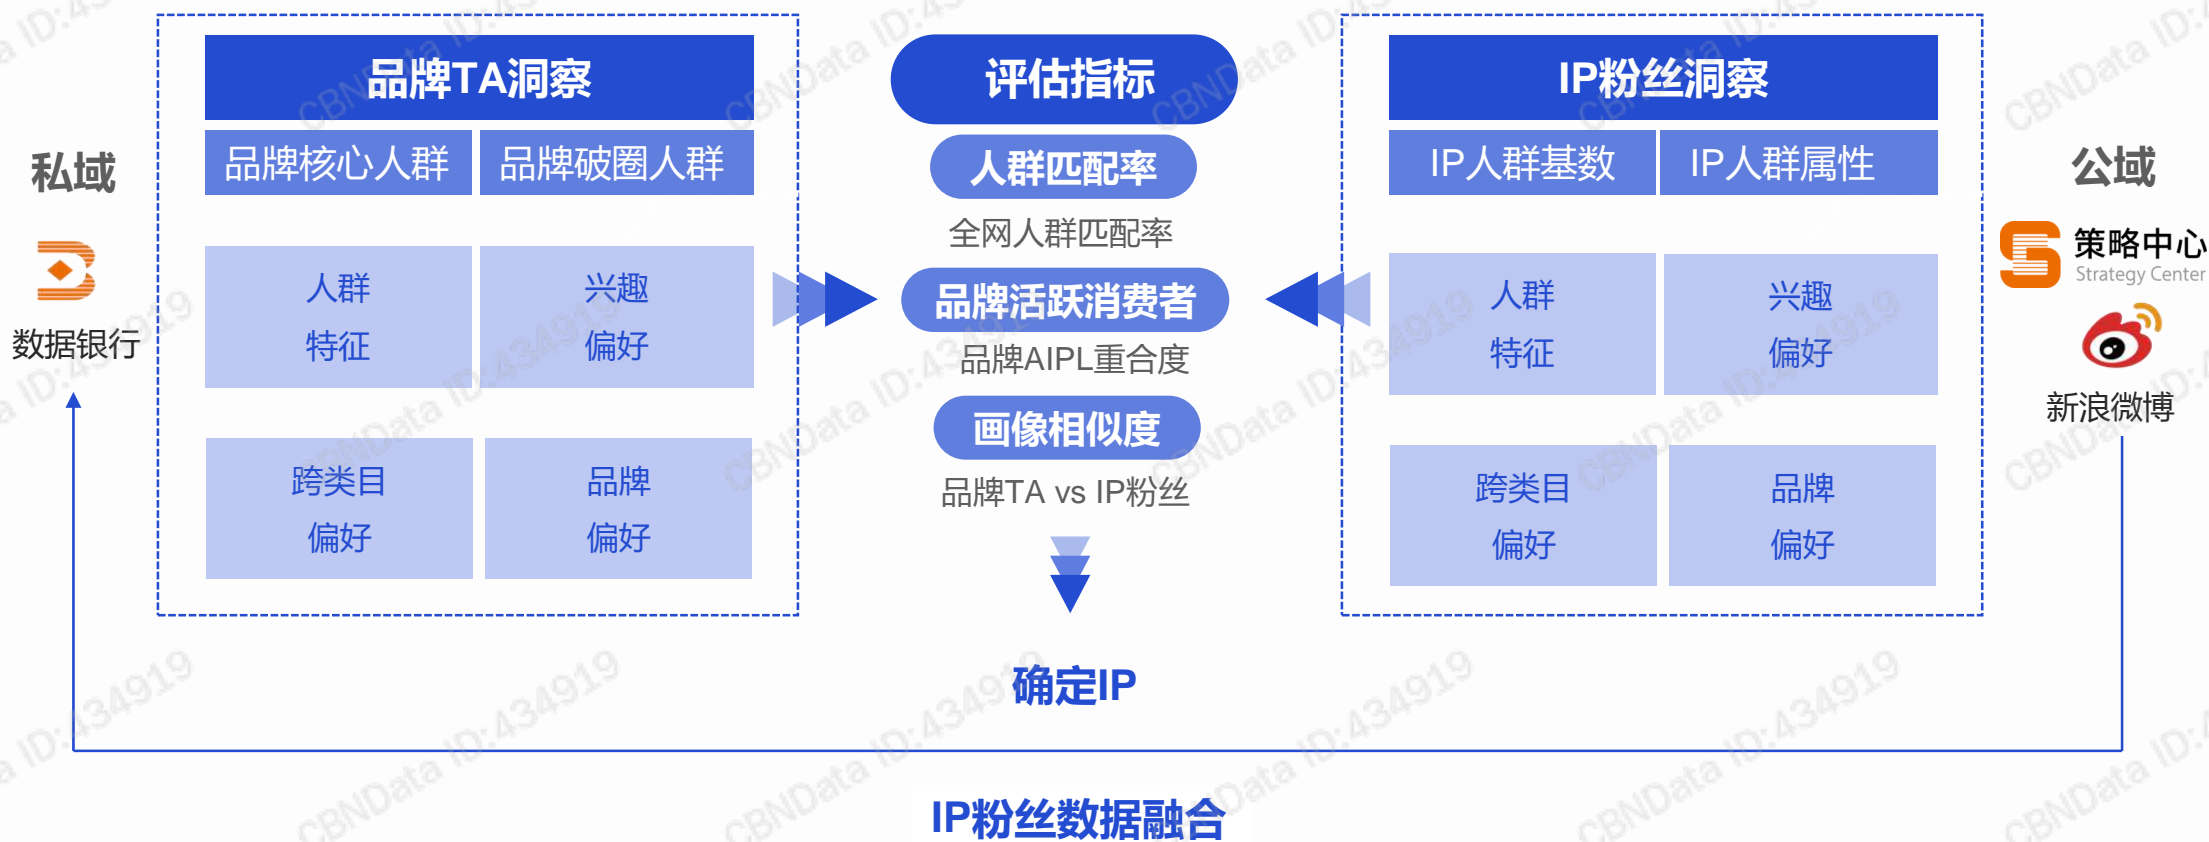 私域
数据银行
品牌TA洞察
品牌核心人群
品牌破圈人群
人群
特征
兴趣
偏好
跨类目
偏好
品牌
偏好
评估指标
人群匹配率
全网人群匹配率
品牌活跃消费者
品牌AIPL重合度
画像相似度
品牌TA vs IP粉丝
确定IP
IP粉丝洞察
IP人群基数
IP人群属性
人群
特征
兴趣
偏好
跨类目
偏好
品牌
偏好
公域
策略中心
Strategy Center
新浪微博
IP粉丝数据融合
CBNData ID:434919